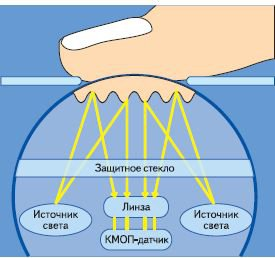 Защитное стекло
Линза
Источник
света
Источник
света
КМОП-датчик